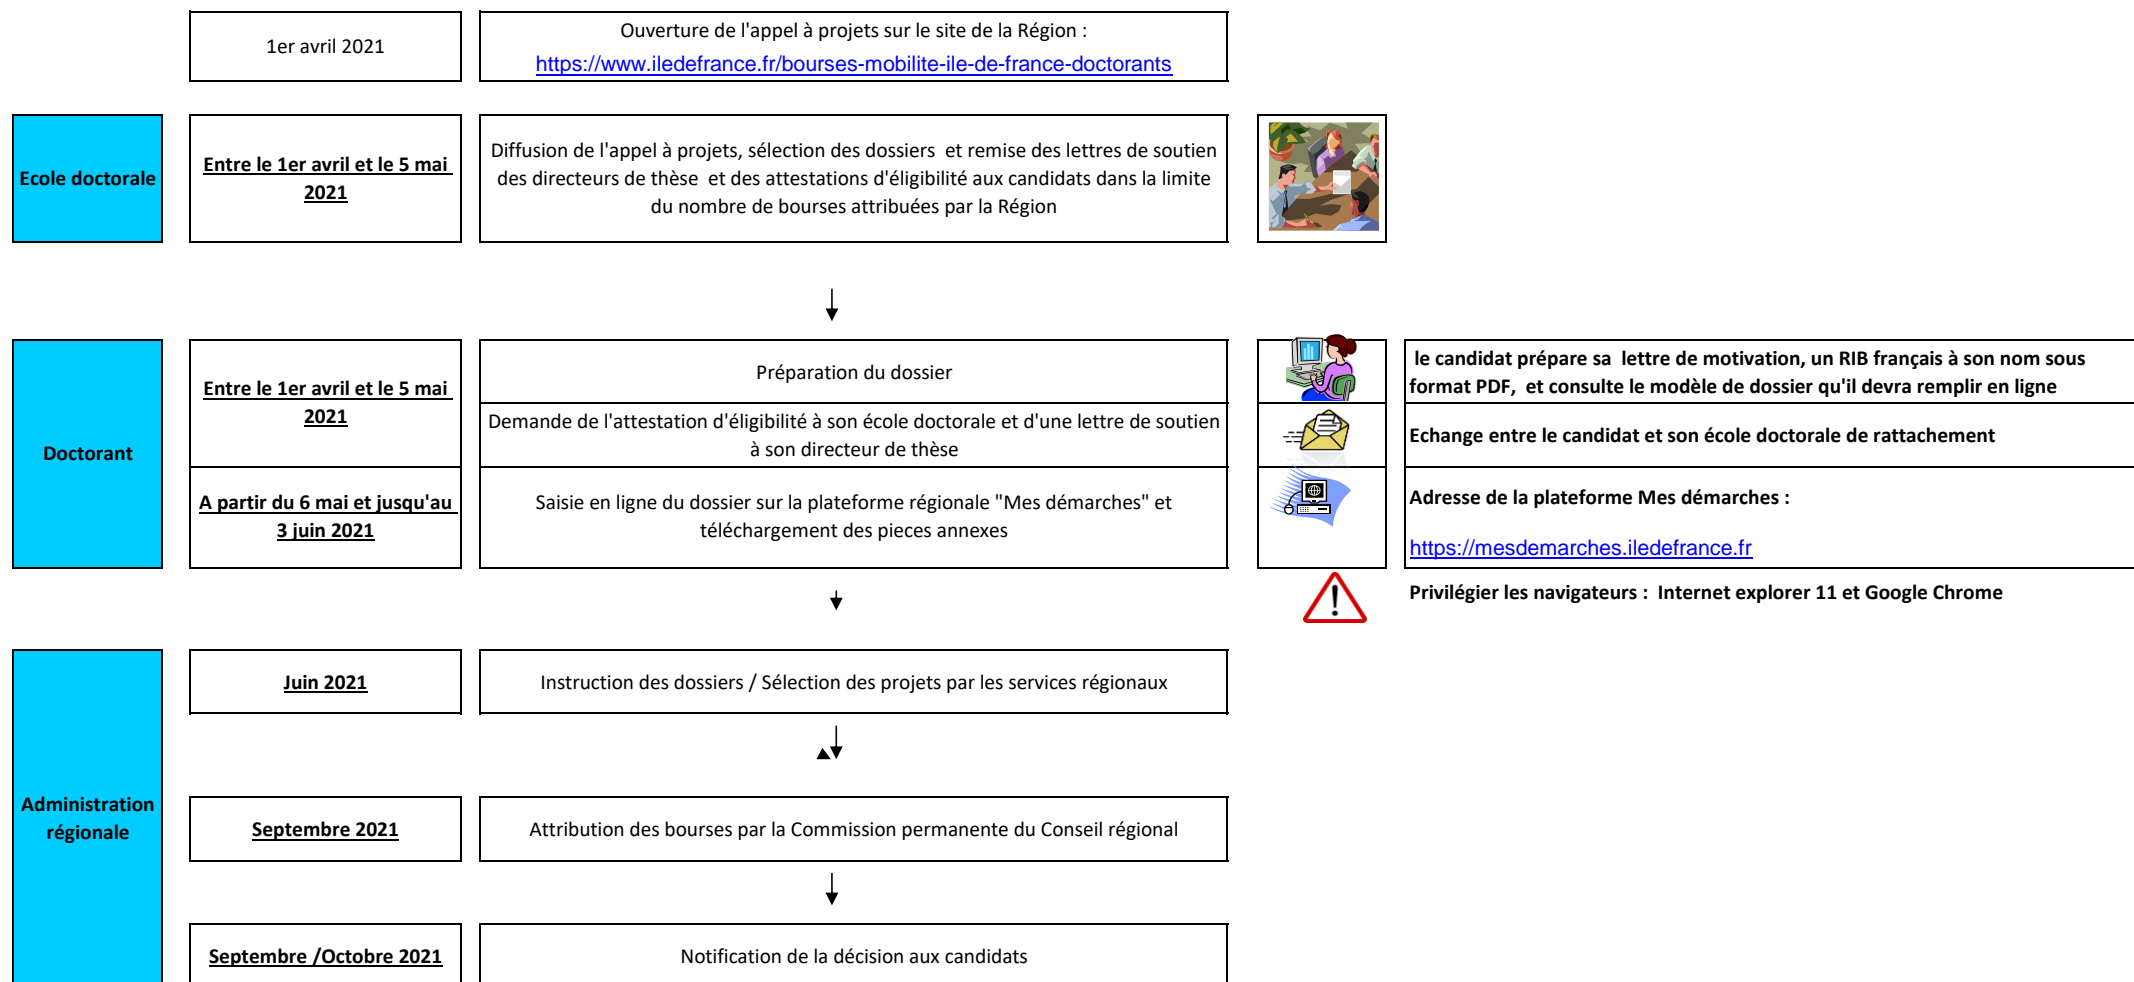 1er avril 2021
Ouverture de l'appel à projets sur le site de la Région :
https://www.iledefrance.fr/bourses-mobilite-ile-de-france-doctorants
Ecole doctorale
Entre le 1er avril et le 5 mai
2021
Diffusion de l'appel à projets, sélection des dossiers et remise des lettres de soutien
des directeurs de thèse et des attestations d'éligibilité aux candidats dans la limite
du nombre de bourses attribuées par la Région
Doctorant
Entre le 1er avril et le 5 mai
2021
Préparation du dossier
le candidat prépare sa lettre de motivation, un RIB français à son nom sous
format PDF, et consulte le modèle de dossier qu'il devra remplir en ligne
Demande de l'attestation d'éligibilité à son école doctorale et d'une lettre de soutien
à son directeur de thèse
Echange entre le candidat et son école doctorale de rattachement
A partir du 6 mai et jusqu'au
3 juin 2021
Saisie en ligne du dossier sur la plateforme régionale "Mes démarches" et
téléchargement des pieces annexes
Adresse de la plateforme Mes démarches :
https://mesdemarches.iledefrance.fr
Privilégier les navigateurs : Internet explorer 11 et Google Chrome
Administration
régionale
Juin 2021
Instruction des dossiers / Sélection des projets par les services régionaux
Septembre 2021
Attribution des bourses par la Commission permanente du Conseil régional
Septembre /Octobre 2021
Notification de la décision aux candidats